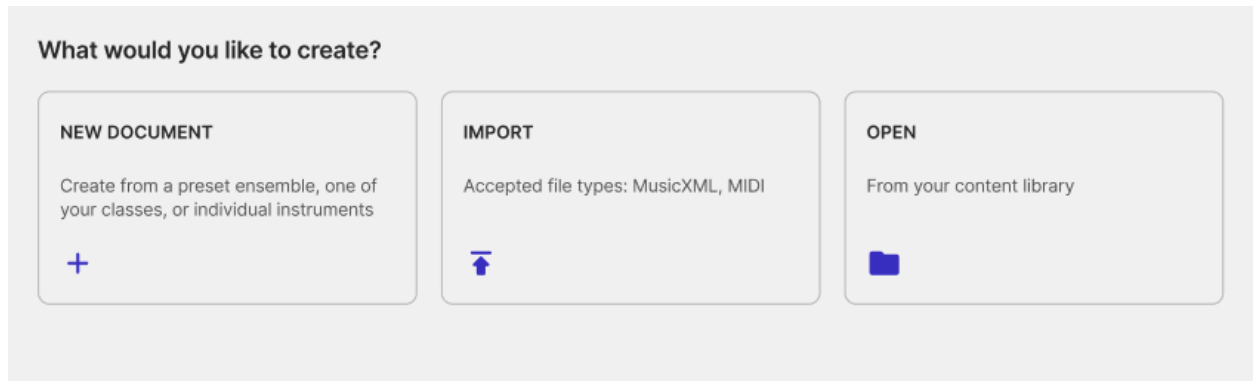 What would you like to create?
NEW DOCUMENT
Create from a preset ensemble, one of
your classes, or individual instruments
IMPORT
Accepted file types: MusicXML, MIDI
OPEN
From your content library